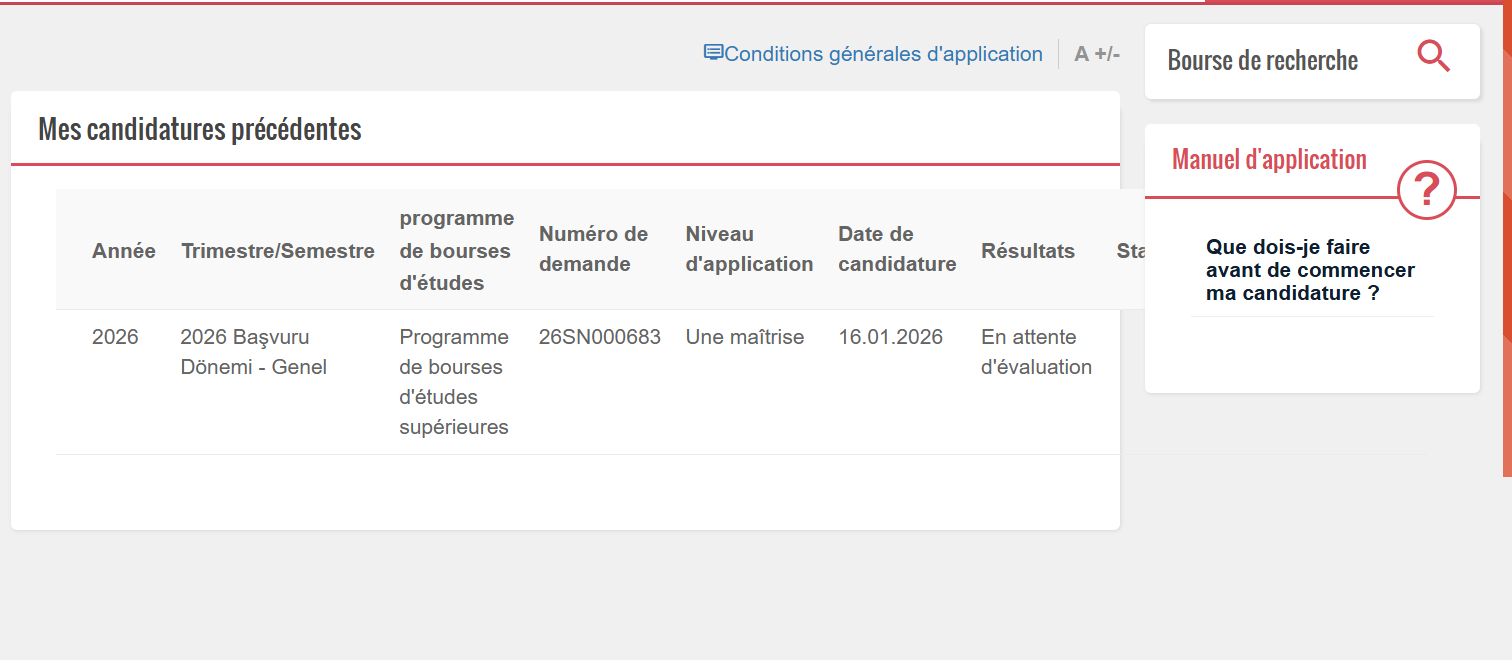 Conditions générales d'application
A +/-
Bourse de recherche
Mes candidatures précédentes
Manuel d'application
?
Année
Trimestre/Semestre
programme
de bourses
d'études
Numéro de
demande
Niveau
d'application
Date de
candidature
Résultats
Sta
2026
2026 Başvuru
Dönemi - Genel
Programme
de bourses
d'études
supérieures
26SN000683
Une maîtrise
16.01.2026
En attente
d'évaluation
Que dois-je faire
avant de commencer
ma candidature ?